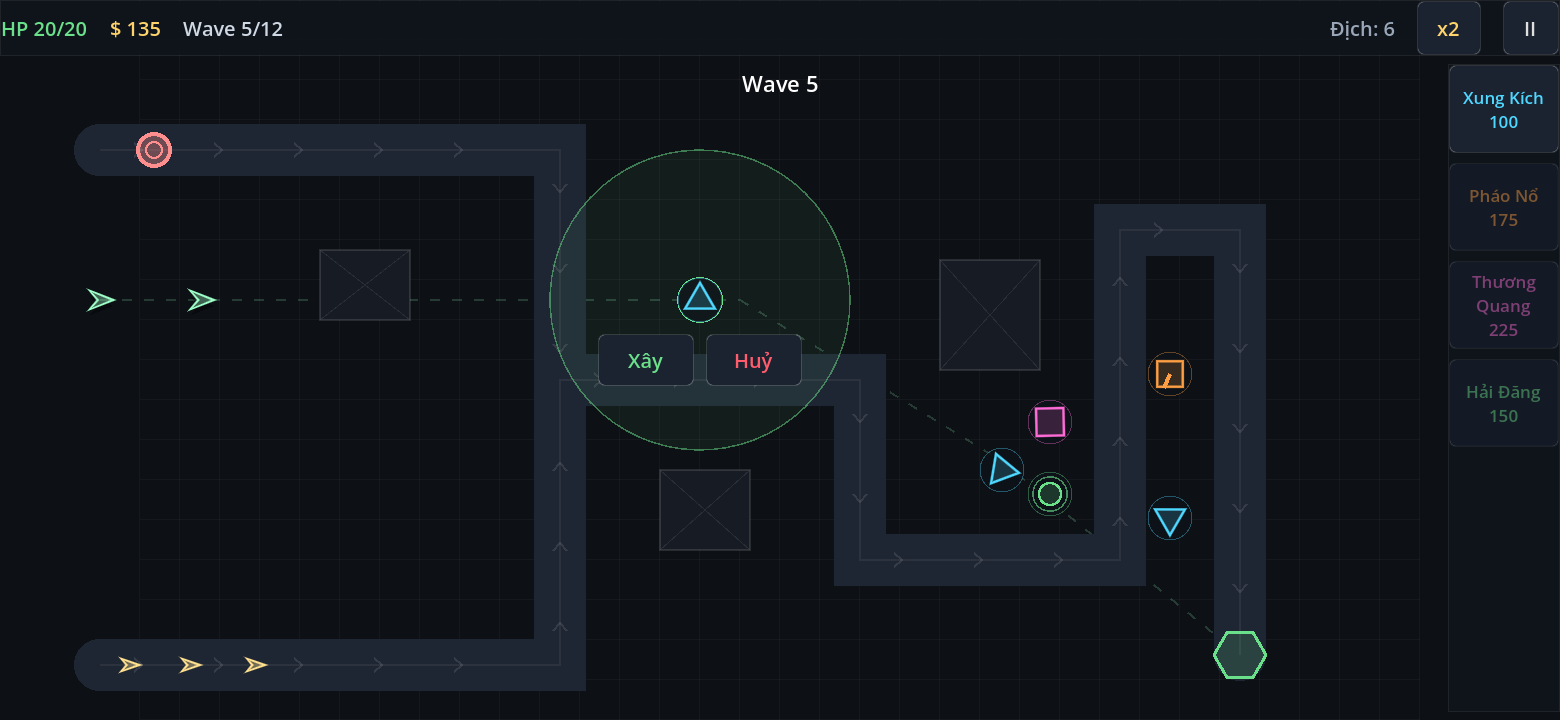 HP 20/20 $ 135 Wave 5/12 Địch: 6 x2 II
Wave 5
Xung Kích
100
Pháo Nổ
175
Thương
Quang
225
Hải Đăng
150
Xây Huỷ